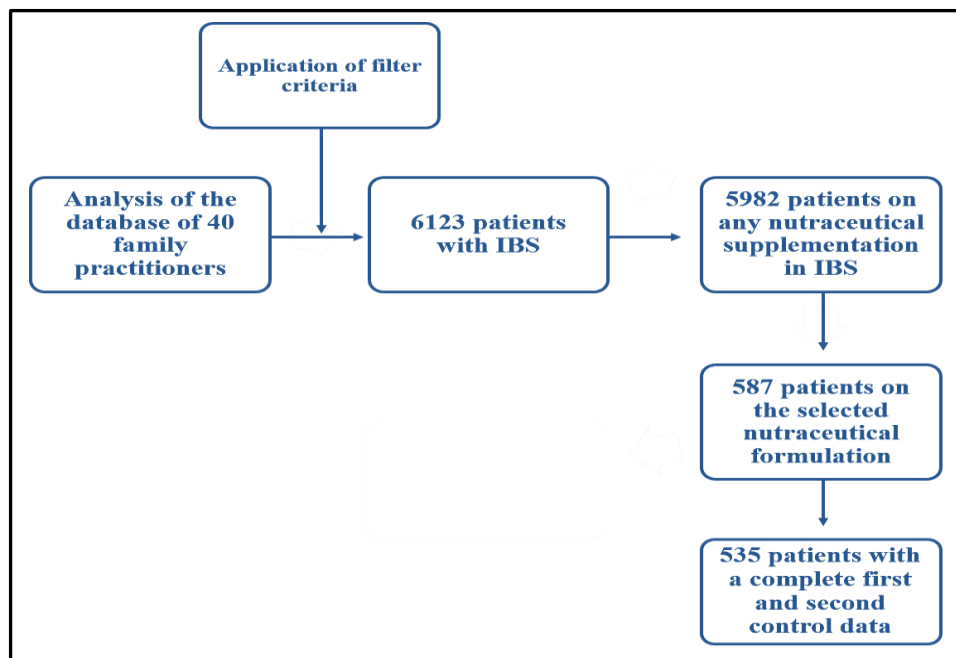 Application of filter
criteria
Analysis of the
database of 40
family
practitioners
6123 patients
with IBS
5982 patients on
any nutraceutical
supplementation
in IBS
587 patients on
the selected
nutraceutical
formulation
535 patients with
a complete first
and second
control data